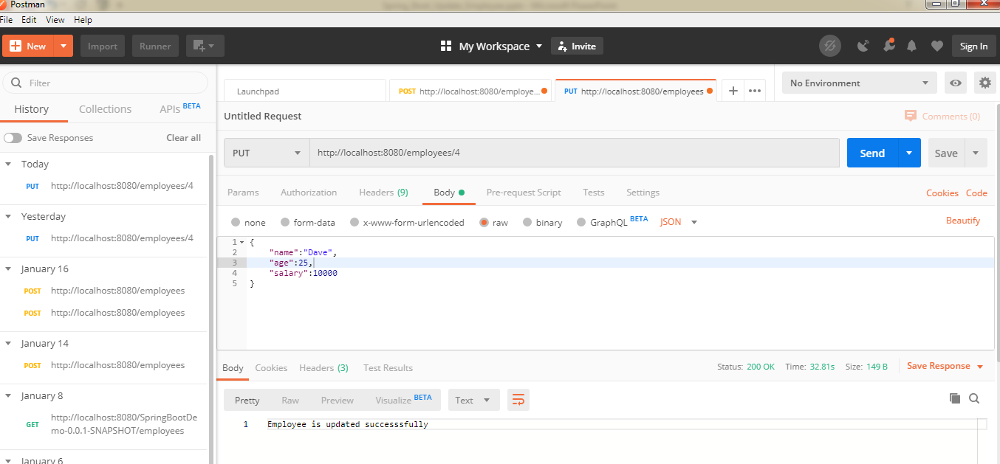 Postman
File Edit View Help
New Import Runner My Workspace Invite Sign In
Filter
History Collections APIs BETA
Save Responses Clear all
Today
PUT http://localhost:8080/employees/4
Yesterday
PUT http://localhost:8080/employees/4
January 16
POST http://localhost:8080/employees
POST http://localhost:8080/employees
January 14
POST http://localhost:8080/employees
January 8
GET http://localhost:8080/SpringBootDe
mo-0.0.1-SNAPSHOT/employees
January 6
Launchpad POST http://localhost:8080/employe... PUT http://localhost:8080/employees No Environment
Untitled Request Comments (0)
PUT http://localhost:8080/employees/4 Send Save
Params Authorization Headers (9) Body Pre-request Script Tests Settings Cookies Code
none form-data x-www-form-urlencoded raw binary GraphQL BETA JSON Beautify
1 {
2 "name":"Dave",
3 "age":25,
4 "salary":10000
5 }
Body Cookies Headers (3) Test Results Status: 200 OK Time: 32.81s Size: 149 B Save Response
Pretty Raw Preview Visualize BETA Text
1 Employee is updated successsfully